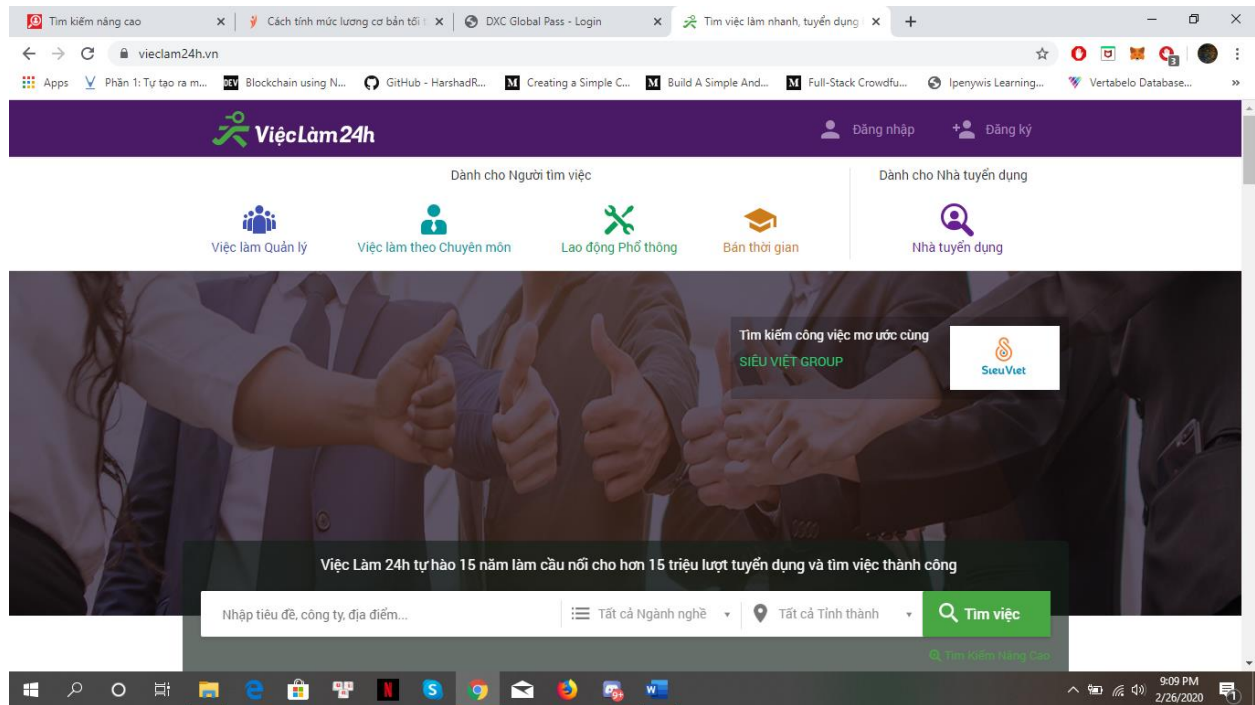 Tìm kiếm nâng cao
Cách tính mức lương cơ bản tối t
DXC Global Pass - Login
Tìm việc làm nhanh, tuyển dụng
vieclam24h.vn
3
Apps
Phần 1: Tự tạo ra m...
DEV
Blockchain using N...
GitHub - HarshadR...
M
Creating a Simple C...
M
Build A Simple And...
M
Full-Stack Crowdfu...
Ipenywis Learning...
Vertabelo Database...
»
ViệcLàm24h
Đăng nhập
Đăng ký
Dành cho Người tìm việc
Dành cho Nhà tuyển dụng
Việc làm Quản lý
Việc làm theo Chuyên môn
Lao động Phổ thông
Bán thời gian
Nhà tuyển dụng
Tìm kiếm công việc mơ ước cùng
SIÊU VIỆT GROUP
SieuViet
Việc Làm 24h tự hào 15 năm làm cầu nối cho hơn 15 triệu lượt tuyển dụng và tìm việc thành công
Nhập tiêu đề, công ty, địa điểm...
Tất cả Ngành nghề
Tất cả Tỉnh thành
Tìm việc
Tìm Kiếm Nâng Cao
N
S
9+
W
9:09 PM
2/26/2020
1